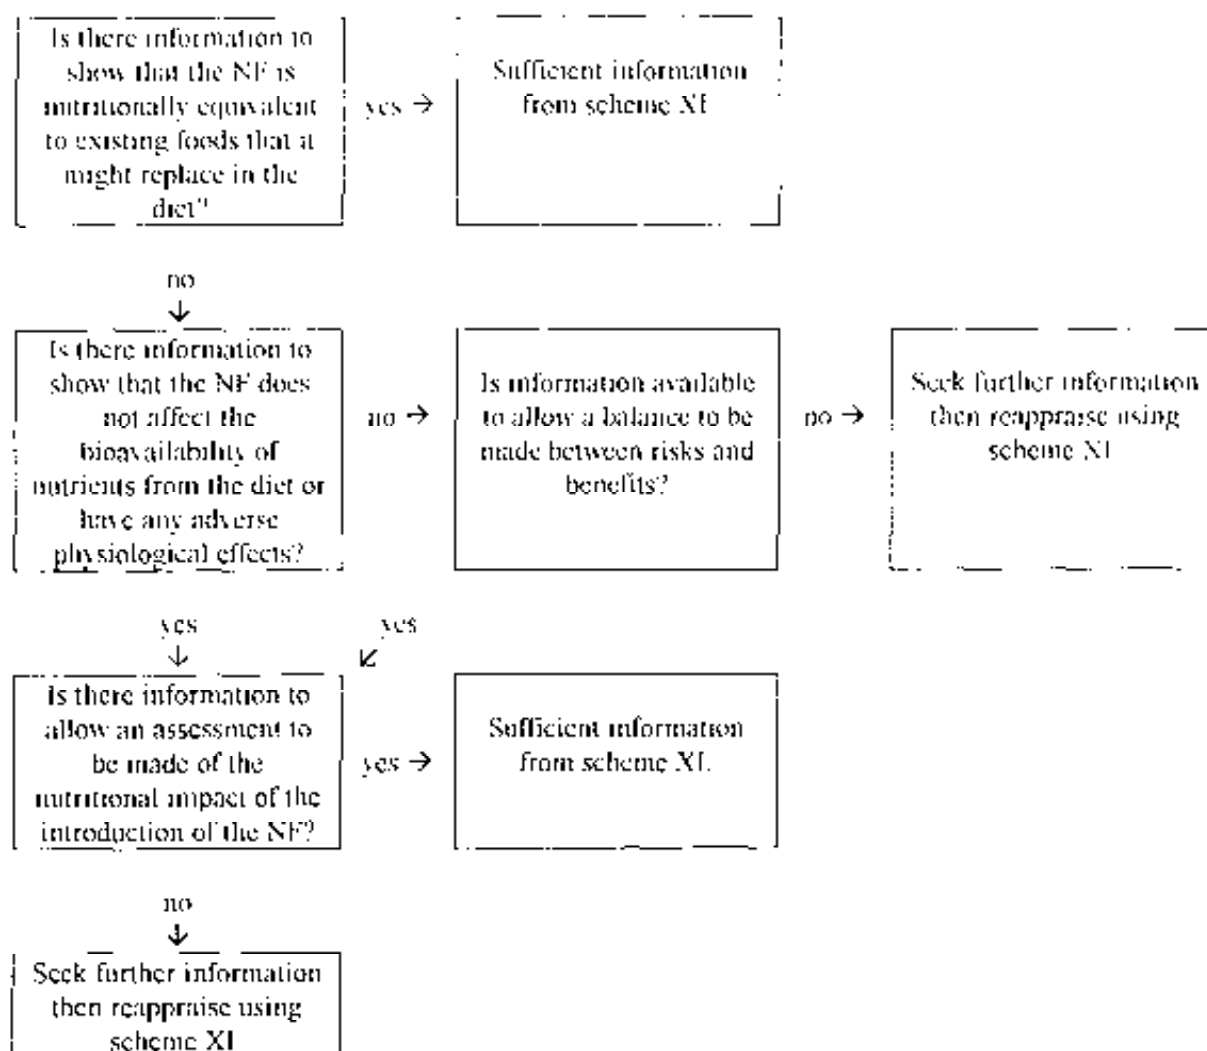 Is there information to
show that the NF is
nutritionally equivalent
to existing foods that it
might replace in the
diet?
yes →
Sufficient information
from scheme XI
no
↓
Is there information to
show that the NF does
not affect the
bioavailability of
nutrients from the diet or
have any adverse
physiological effects?
no →
Is information available
to allow a balance to be
made between risks and
benefits?
no →
Seek further information
then reappraise using
scheme XI
yes
↓
yes
↙
Is there information to
allow an assessment to
be made of the
nutritional impact of the
introduction of the NF?
yes →
Sufficient information
from scheme XI.
no
↓
Seek further information
then reappraise using
scheme XI